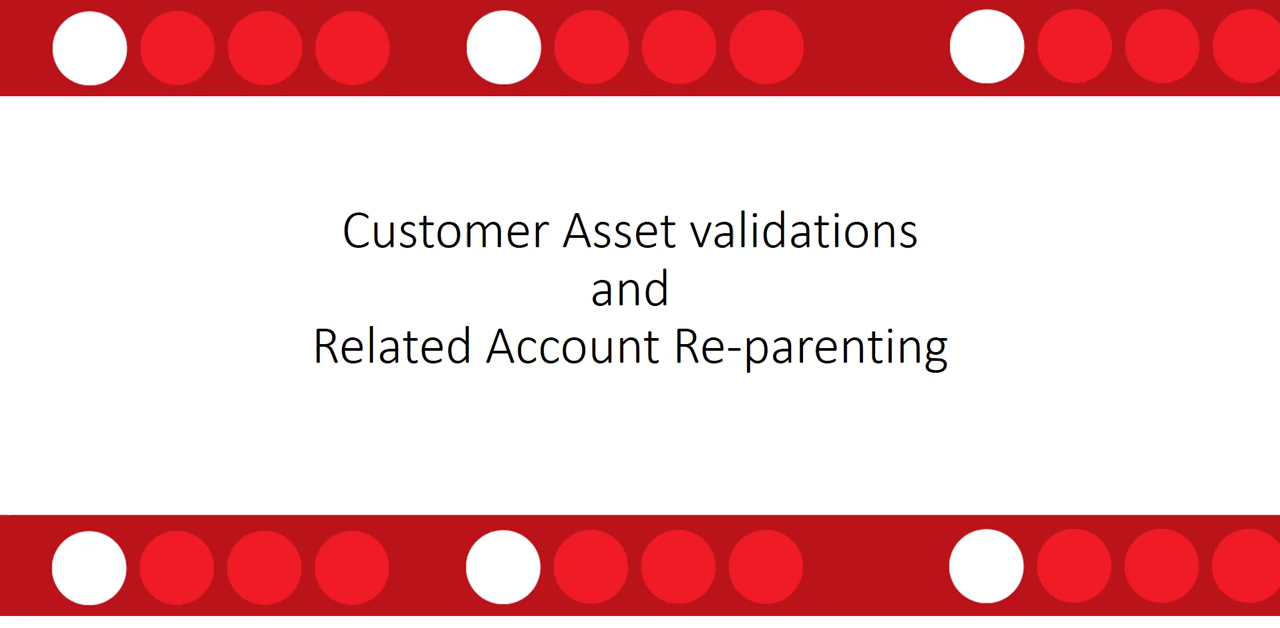 Customer Asset validations
and
Related Account Re-parenting